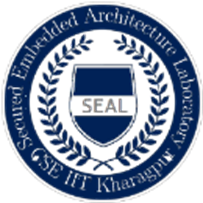 Secured Embedded Architecture Laboratory
SEAL
CSE IIT Kharagpur